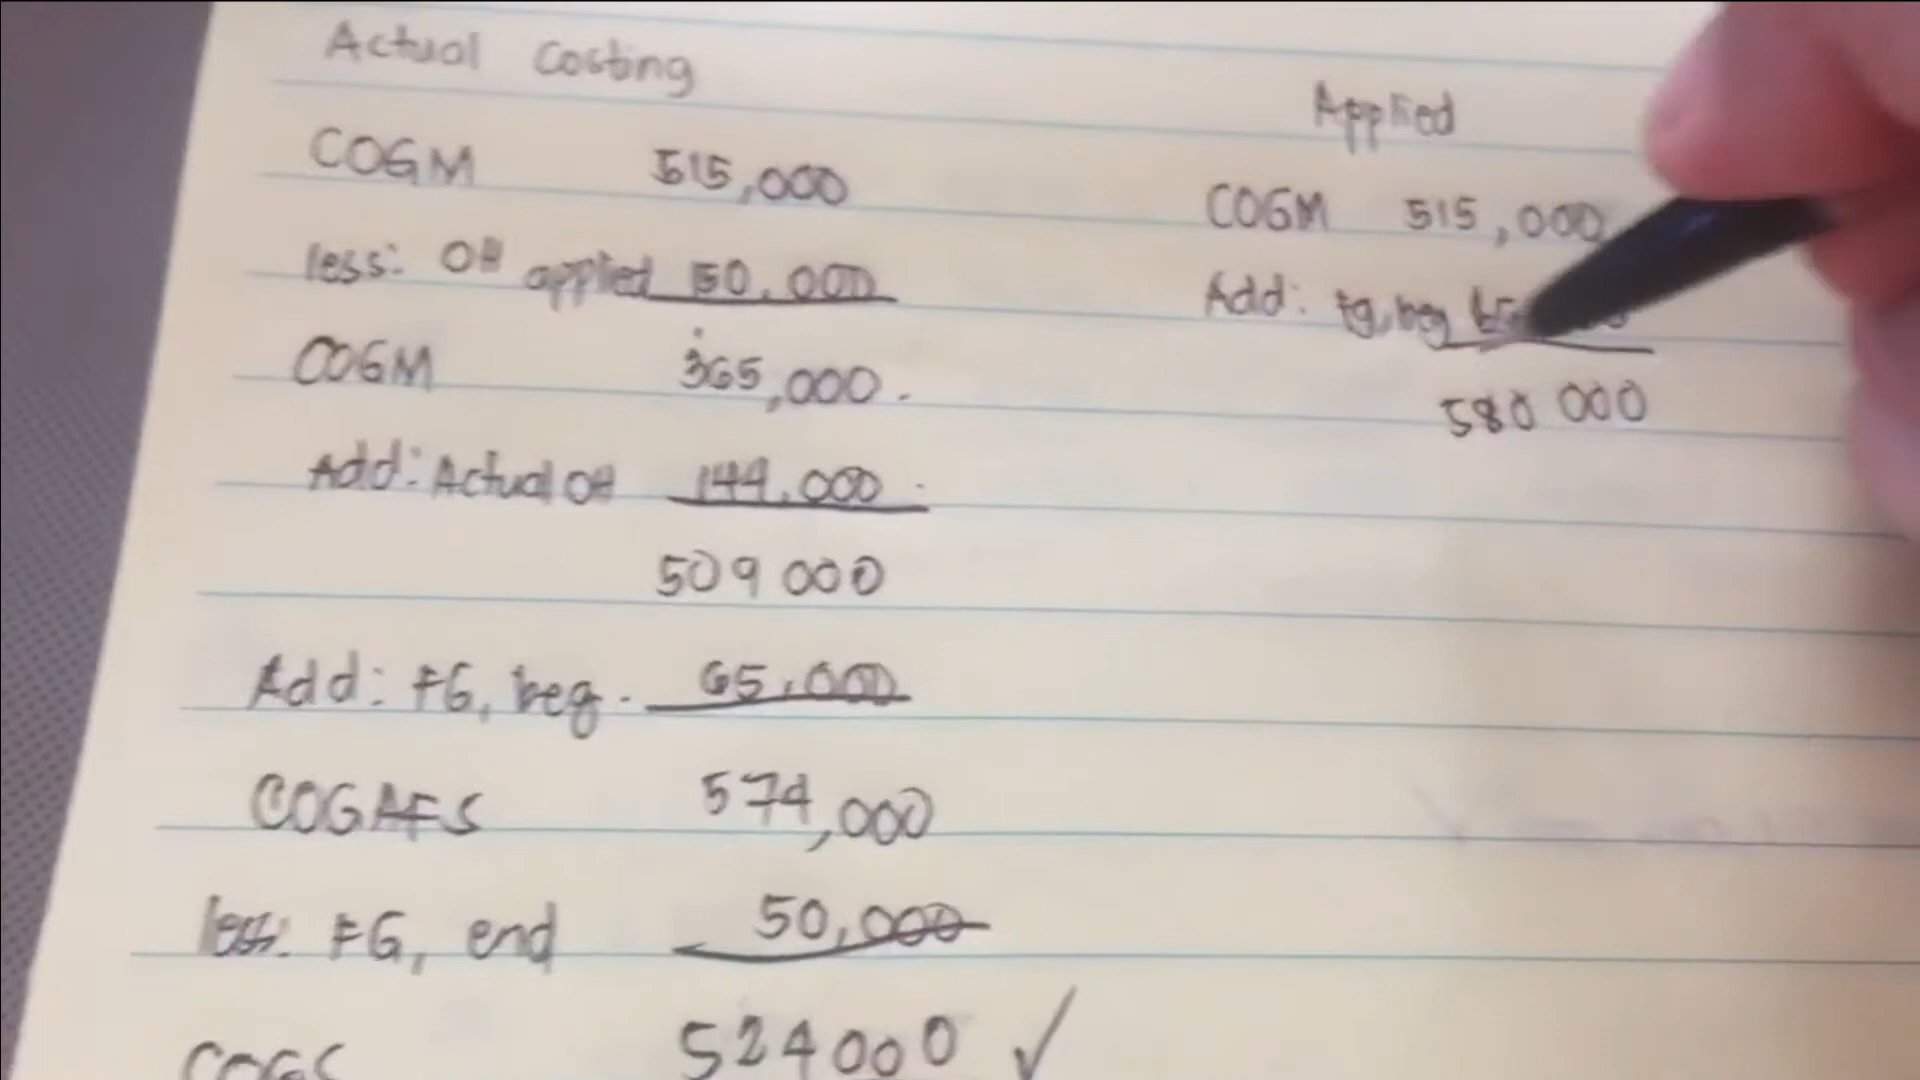 Actual Costing
COGM 515,000
less: OH applied 150,000
COGM 365,000.
Add: Actual OH 144,000
509 000
Add: FG, beg. 65,000
COGAFS 574,000
less: FG, end 50,000
COGS 524000 ✓
Applied
COGM 515,000
Add: fg, beg
580 000